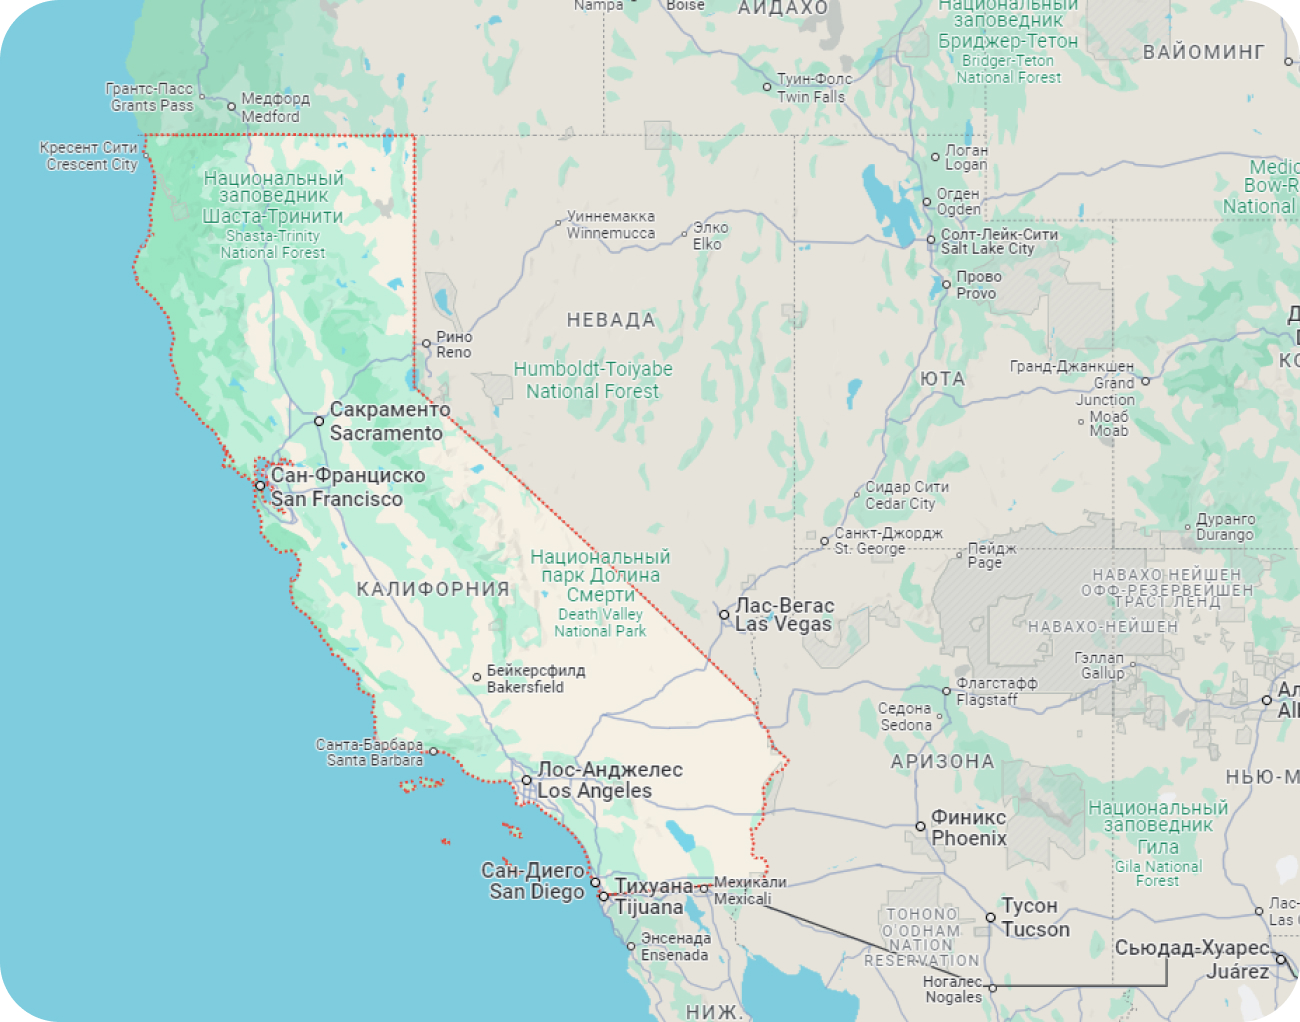 Nampa
Boise
АЙДАХО
Национальный
заповедник
Бриджер-Тетон
Bridger-Teton
National Forest
ВАЙОМИНГ
Грантс-Пасс
Grants Pass
Медфорд
Medford
Туин-Фолс
Twin Falls
Кресент Сити
Crescent City
Логан
Logan
Medic
Bow-R
National
Национальный
заповедник
Шаста-Тринити
Shasta-Trinity
National Forest
Огден
Ogden
Уиннемакка
Winnemucca
Элко
Elko
Солт-Лейк-Сити
Salt Lake City
Прово
Provo
НЕВАДА
Рино
Reno
Humboldt-Toiyabe
National Forest
ЮТА
Гранд-Джанкшен
Grand
Junction
Моаб
Moab
КО
Сакраменто
Sacramento
Сан-Франциско
San Francisco
Сидар Сити
Cedar City
Санкт-Джордж
St. George
Пейдж
Page
Дуранго
Durango
Национальный
парк Долина
Смерти
Death Valley
National Park
КАЛИФОРНИЯ
НАВАХО НЕЙШЕН
ОФФ-РЕЗЕРВЕЙШЕН
ТРАСТ ЛЕНД
НАВАХО-НЕЙШЕН
Лас-Вегас
Las Vegas
Гэллап
Gallup
Бейкерсфилд
Bakersfield
Флагстафф
Flagstaff
Седона
Sedona
Ал
Alb
Санта-Барбара
Santa Barbara
Лос-Анджелес
Los Angeles
АРИЗОНА
НЬЮ-М
Финикс
Phoenix
Национальный
заповедник
Гила
Gila National
Forest
Сан-Диего
San Diego
Тихуана
Tijuana
Мехикали
Mexicali
TOHONO
O'ODHAM
NATION
RESERVATION
Тусон
Tucson
Лас-
Las
Энсенада
Ensenada
Сьюдад-Хуарес
Juárez
Ногалес
Nogales
НИЖ.